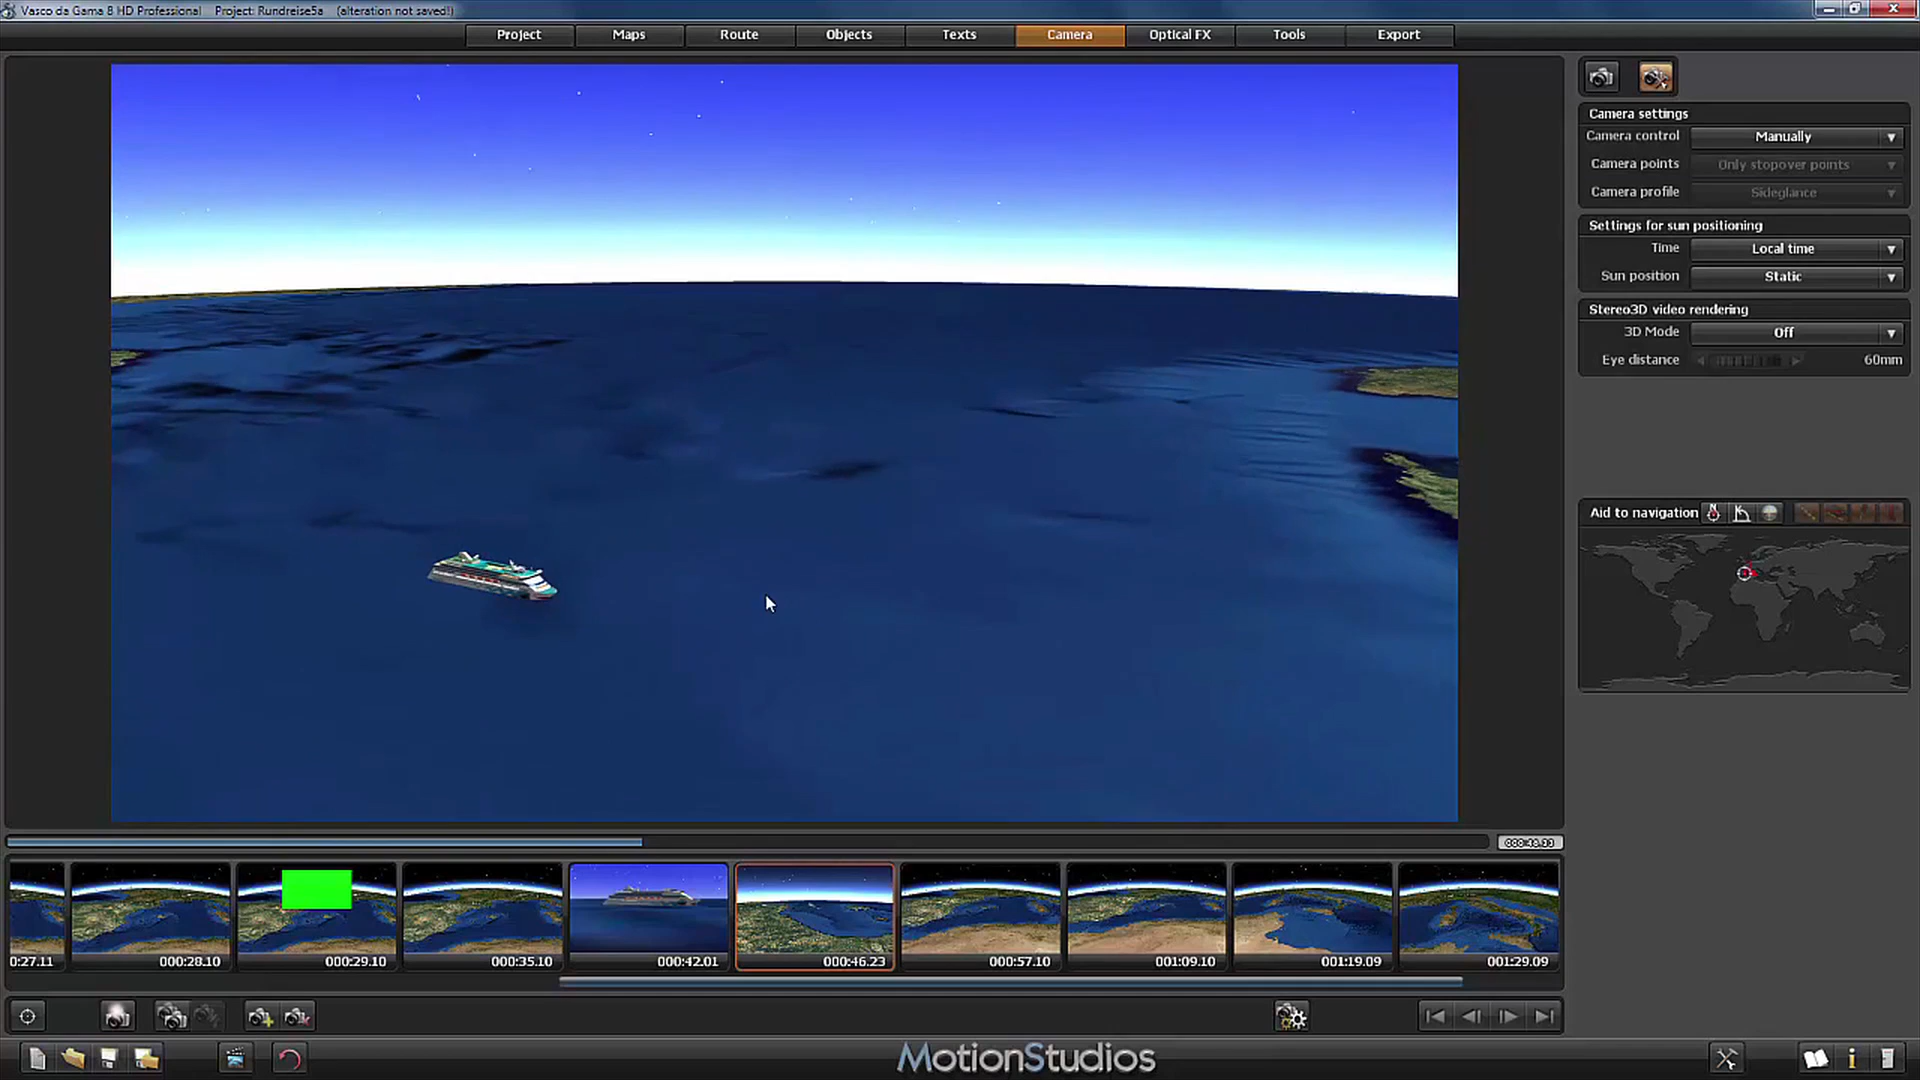 Vasco da Gama 8 HD Professional Project: Rundreise5a (alteration not saved!)
Project Maps Route Objects Texts Camera Optical FX Tools Export
Camera settings
Camera control Manually
Camera points Only stopover points
Camera profile Sideglance
Settings for sun positioning
Time Local time
Sun position Static
Stereo3D video rendering
3D Mode Off
Eye distance 60mm
Aid to navigation
0:27.11 000:28.10 000:29.10 000:35.10 000:42.01 000:46.23 000:57.10 001:09.10 001:19.09 001:29.09
MotionStudios